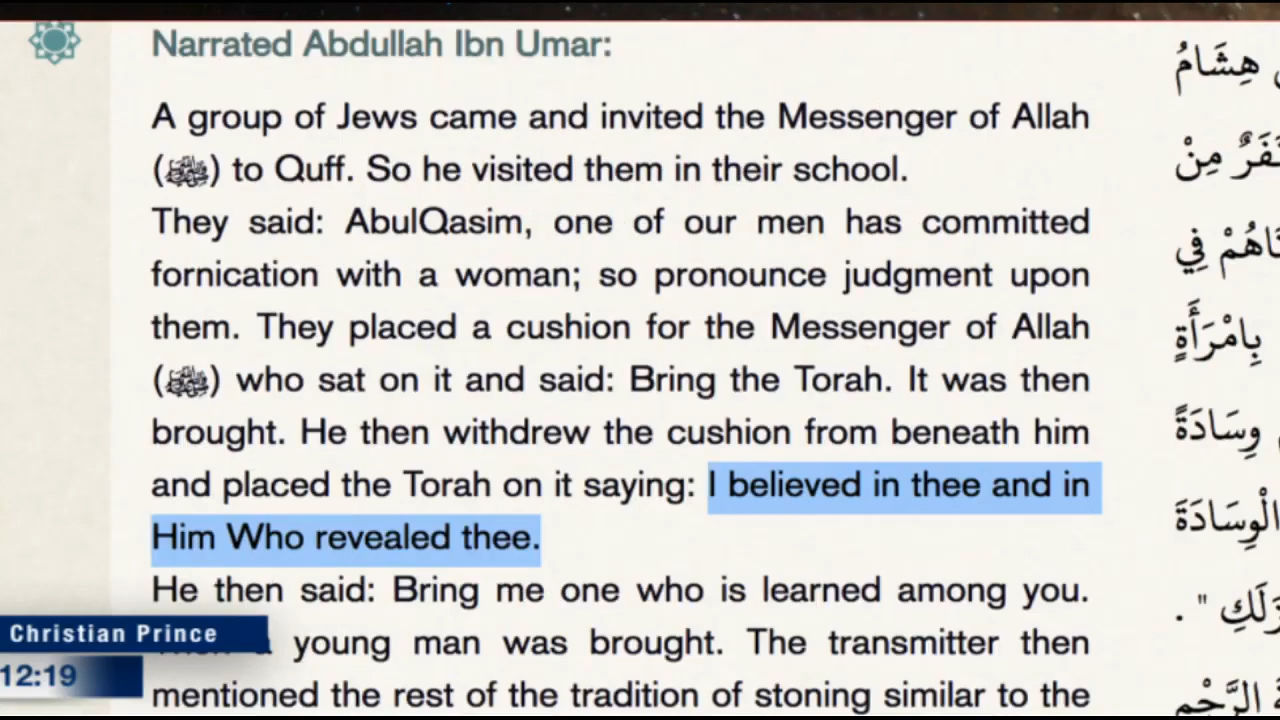 Narrated Abdullah Ibn Umar:
A group of Jews came and invited the Messenger of Allah
(ﷺ) to Quff. So he visited them in their school.
They said: AbulQasim, one of our men has committed
fornication with a woman; so pronounce judgment upon
them. They placed a cushion for the Messenger of Allah
(ﷺ) who sat on it and said: Bring the Torah. It was then
brought. He then withdrew the cushion from beneath him
and placed the Torah on it saying: I believed in thee and in
Him Who revealed thee.
He then said: Bring me one who is learned among you.
young man was brought. The transmitter then
mentioned the rest of the tradition of stoning similar to the
هِشَامُ
مِنْ
فِي
بِامْرَأَةٍ
وِسَادَةً
الْوِسَادَةَ
" .
الرَّجْمِ
Christian Prince
12:19